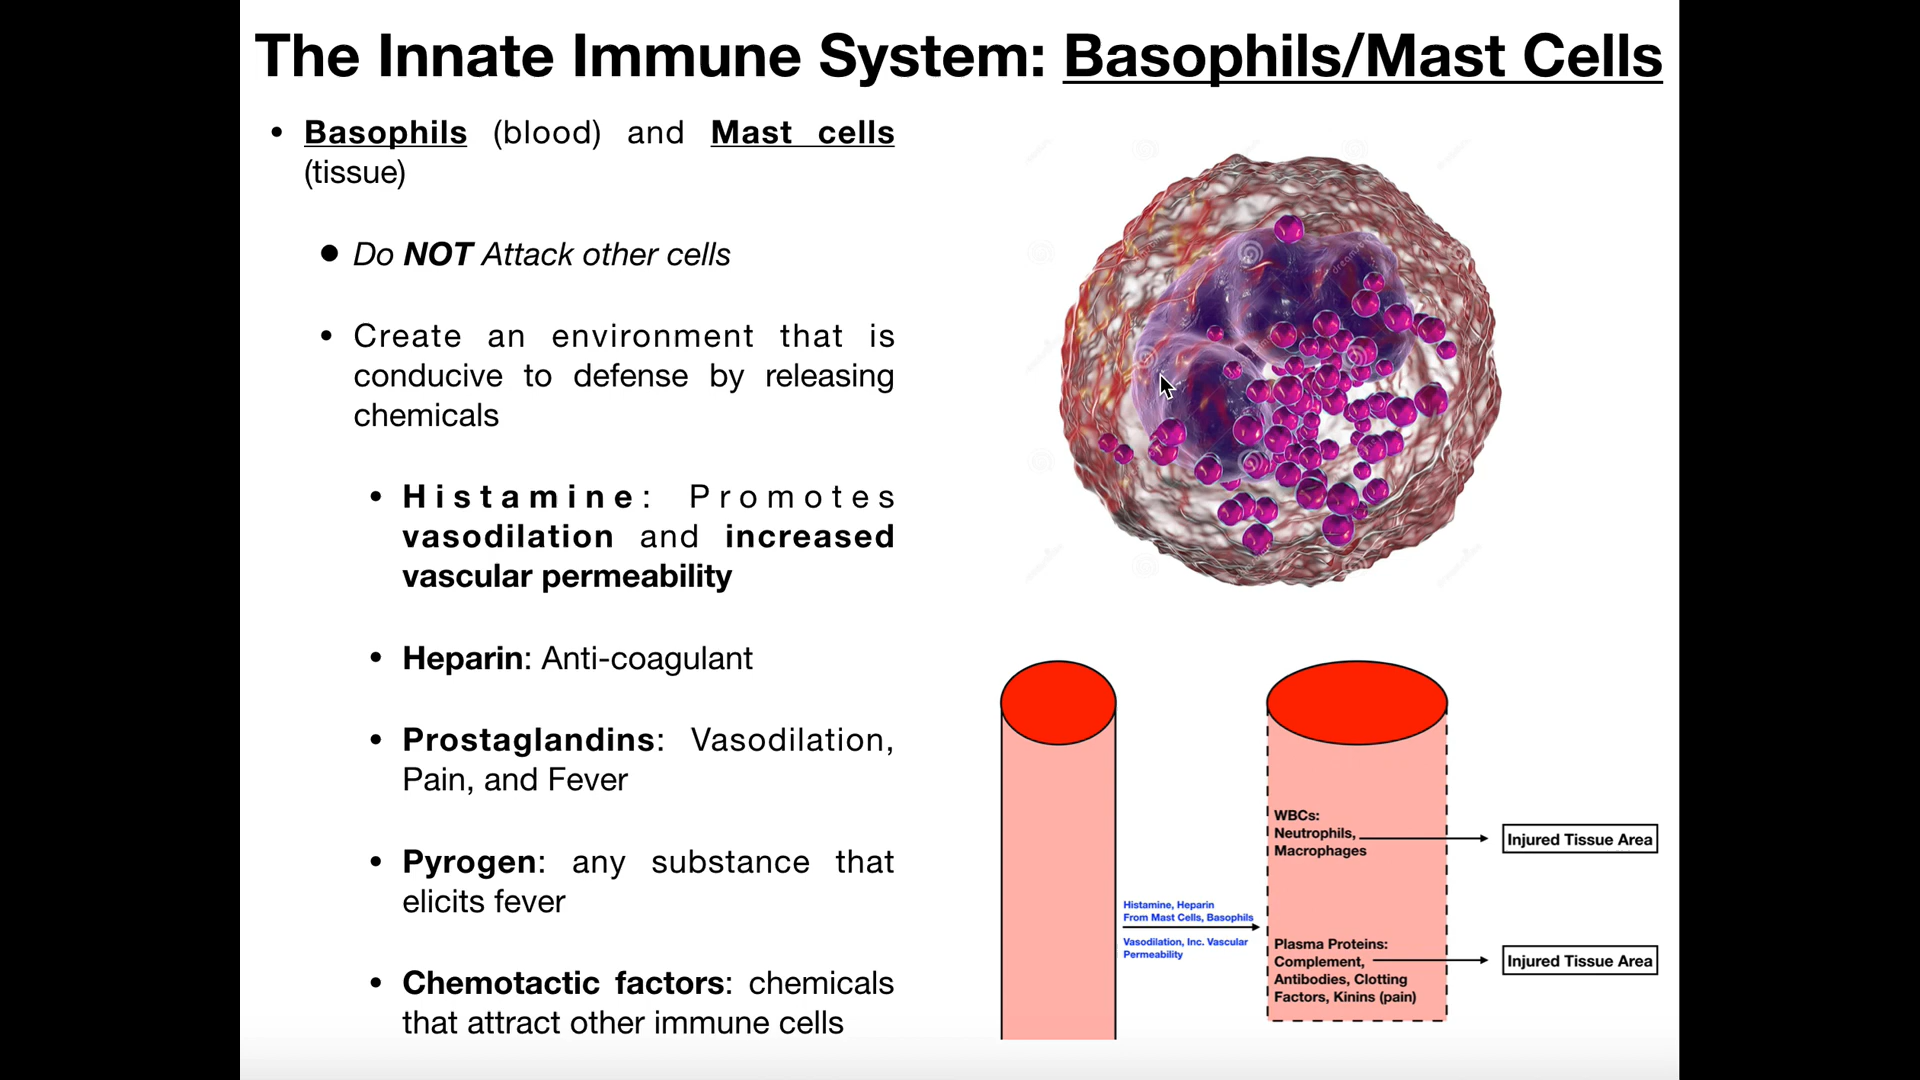 The Innate Immune System: Basophils/Mast Cells
• Basophils (blood) and Mast cells
(tissue)
• Do NOT Attack other cells
• Create an environment that is
conducive to defense by releasing
chemicals
• Histamine: Promotes
vasodilation and increased
vascular permeability
• Heparin: Anti-coagulant
• Prostaglandins: Vasodilation,
Pain, and Fever
• Pyrogen: any substance that
elicits fever
• Chemotactic factors: chemicals
that attract other immune cells
Histamine, Heparin
From Mast Cells, Basophils
Vasodilation, Inc. Vascular
Permeability
WBCs:
Neutrophils,
Macrophages
Injured Tissue Area
Plasma Proteins:
Complement,
Antibodies, Clotting
Factors, Kinins (pain)
Injured Tissue Area